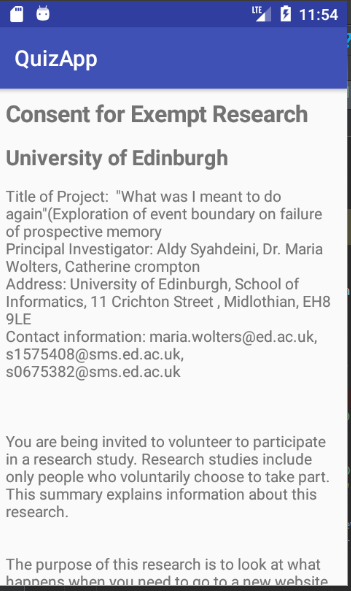 LTE 11:54
QuizApp
Consent for Exempt Research
University of Edinburgh
Title of Project:  "What was I meant to do
again"(Exploration of event boundary on failure
of prospective memory
Principal Investigator: Aldy Syahdeini, Dr. Maria
Wolters, Catherine crompton
Address: University of Edinburgh, School of
Informatics, 11 Crichton Street , Midlothian, EH8
9LE
Contact information: maria.wolters@ed.ac.uk,
s1575408@sms.ed.ac.uk,
s0675382@sms.ed.ac.uk
You are being invited to volunteer to participate
in a research study. Research studies include
only people who voluntarily choose to take part.
This summary explains information about this
research.
The purpose of this research is to look at what
happens when you need to go to a new website